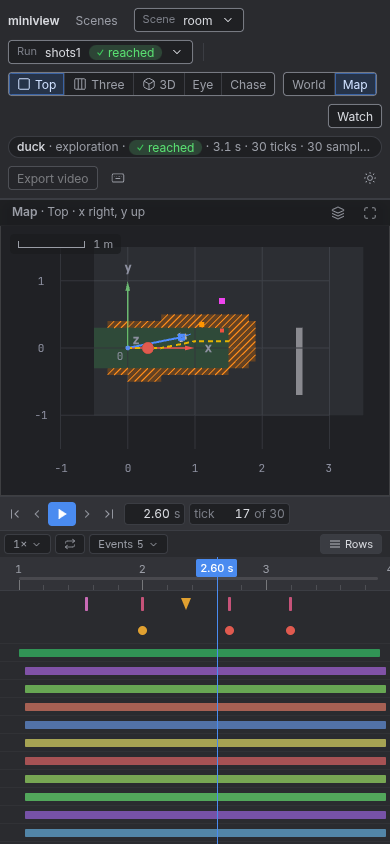 miniview Scenes Scene room
Run shots1 ✓ reached
Top Three 3D Eye Chase World Map
Watch
duck · exploration · ✓ reached · 3.1 s · 30 ticks · 30 sampl...
Export video
Map · Top · x right, y up
1 m
y
1
z
x
0
0
-1
-1 0 1 2 3
2.60 s tick 17 of 30
1× Events 5 Rows
1 2 2.60 s 3 4